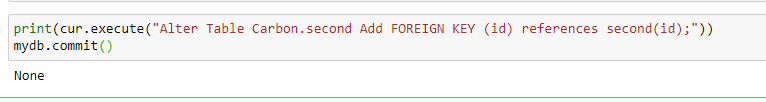 print(cur.execute("Alter Table Carbon.second Add FOREIGN KEY (id) references second(id);"))
mydb.commit()
None